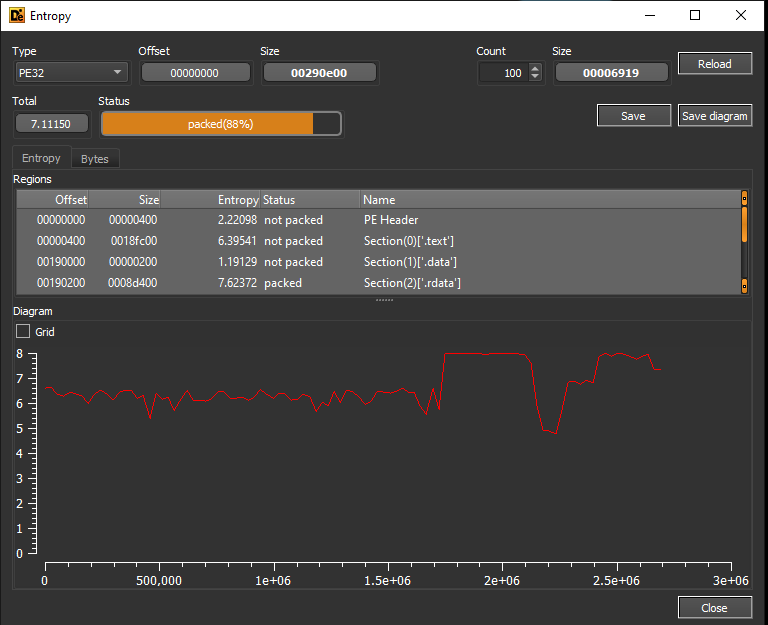 Entropy
Type Offset Size Count Size
PE32 00000000 00290e00 100 00006919 Reload
Total Status
7.11150 packed(88%) Save Save diagram
Entropy Bytes
Regions
Offset Size Entropy Status Name
00000000 00000400 2.22098 not packed PE Header
00000400 0018fc00 6.39541 not packed Section(0)['.text']
00190000 00000200 1.19129 not packed Section(1)['.data']
00190200 0008d400 7.62372 packed Section(2)['.rdata']
Diagram
Grid
8
7
6
5
4
3
2
1
0
0 500,000 1e+06 1.5e+06 2e+06 2.5e+06 3e+06
Close